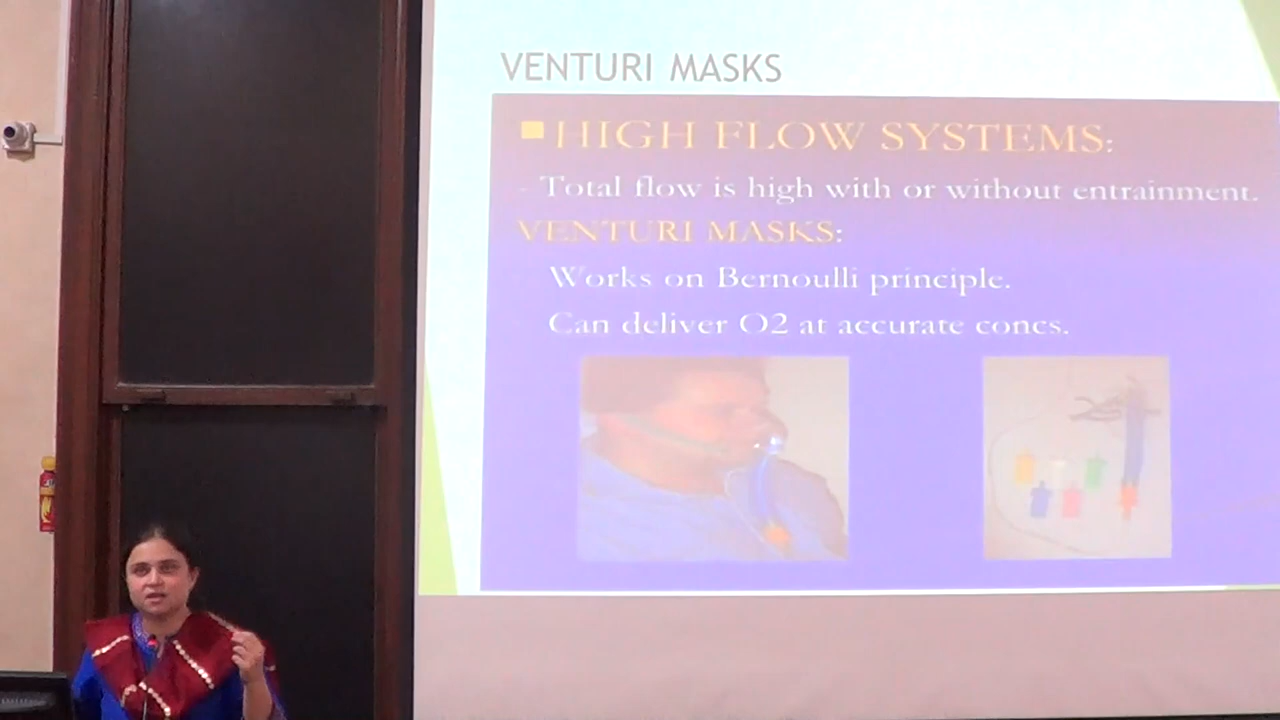 VENTURI MASKS
HIGH FLOW SYSTEMS:
- Total flow is high with or without entrainment.
VENTURI MASKS:
Works on Bernoulli principle.
Can deliver O2 at accurate concs.